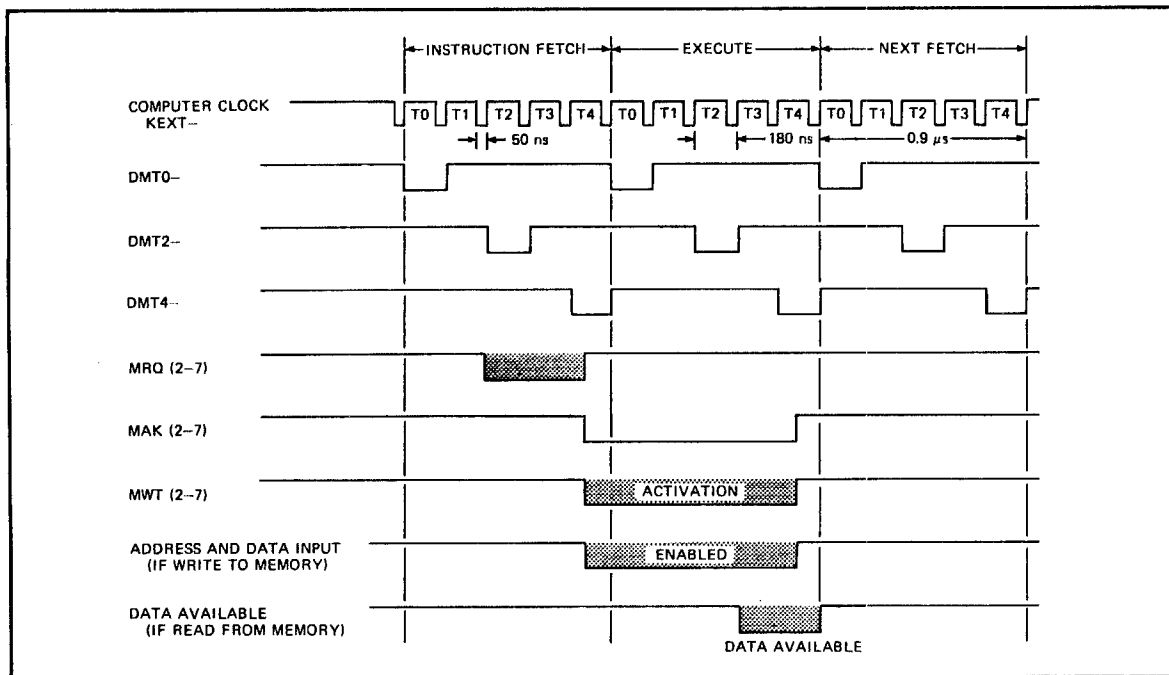 INSTRUCTION FETCH EXECUTE NEXT FETCH
COMPUTER CLOCK
KEXT—
T0 T1 T2 T3 T4 T0 T1 T2 T3 T4 T0 T1 T2 T3 T4
50 ns 180 ns 0.9 μs
DMT0—
DMT2—
DMT4—
MRQ (2–7)
MAK (2–7)
MWT (2–7)
ACTIVATION
ADDRESS AND DATA INPUT
(IF WRITE TO MEMORY)
ENABLED
DATA AVAILABLE
(IF READ FROM MEMORY)
DATA AVAILABLE